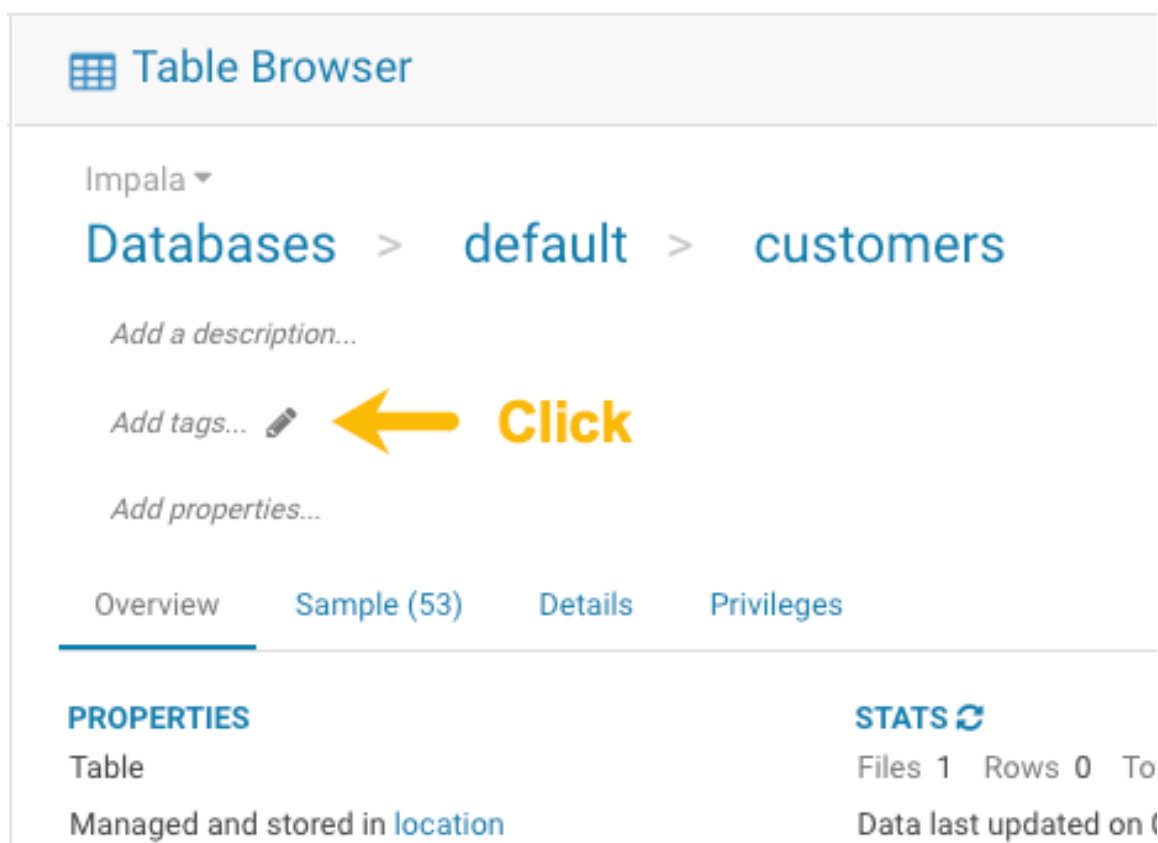 Table Browser
Impala
Databases > default > customers
Add a description...
Add tags... Click
Add properties...
Overview Sample (53) Details Privileges
PROPERTIES STATS
Table Files 1 Rows 0
Managed and stored in location Data last updated on